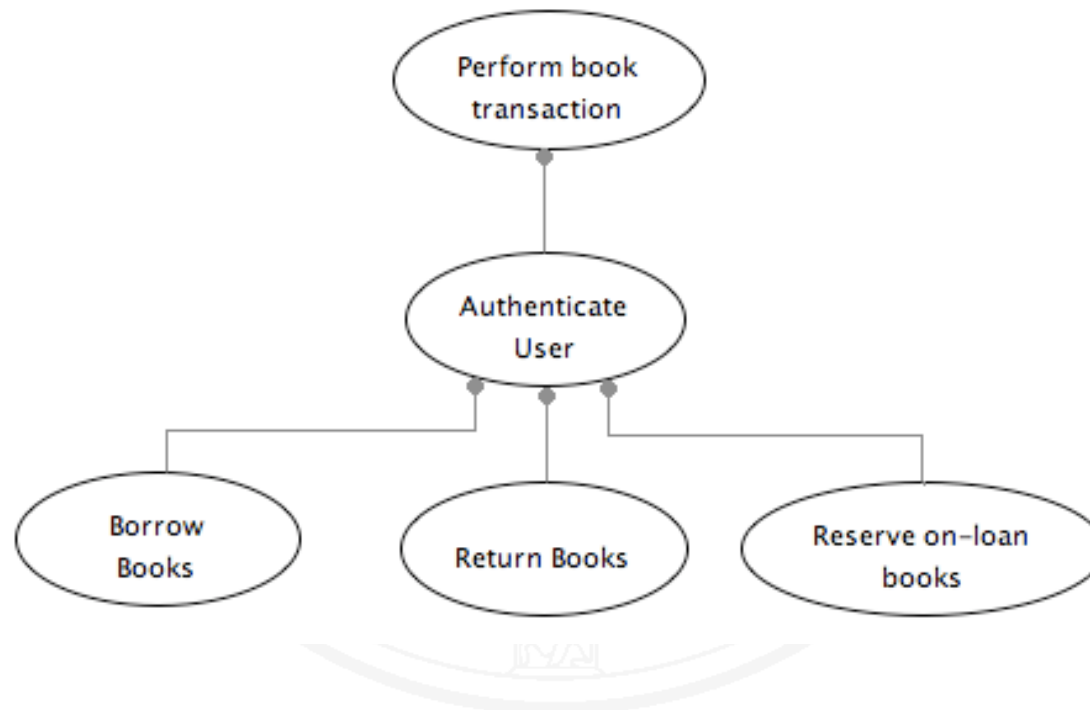 Perform book
transaction
Authenticate
User
Borrow
Books
Return Books
Reserve on-loan
books